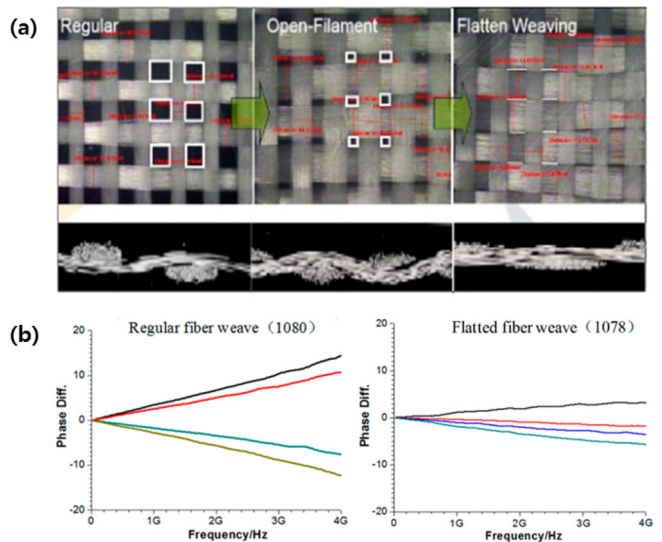 (a)
Regular
Open-Filament
Flatten Weaving
(b)
Regular fiber weave（1080）
20
10
0
-10
-20
Phase Diff.
0
1G
2G
3G
4G
Frequency/Hz
Flatted fiber weave（1078）
20
10
0
-10
-20
Phase Diff.
0
1G
2G
3G
4G
Frequency/Hz